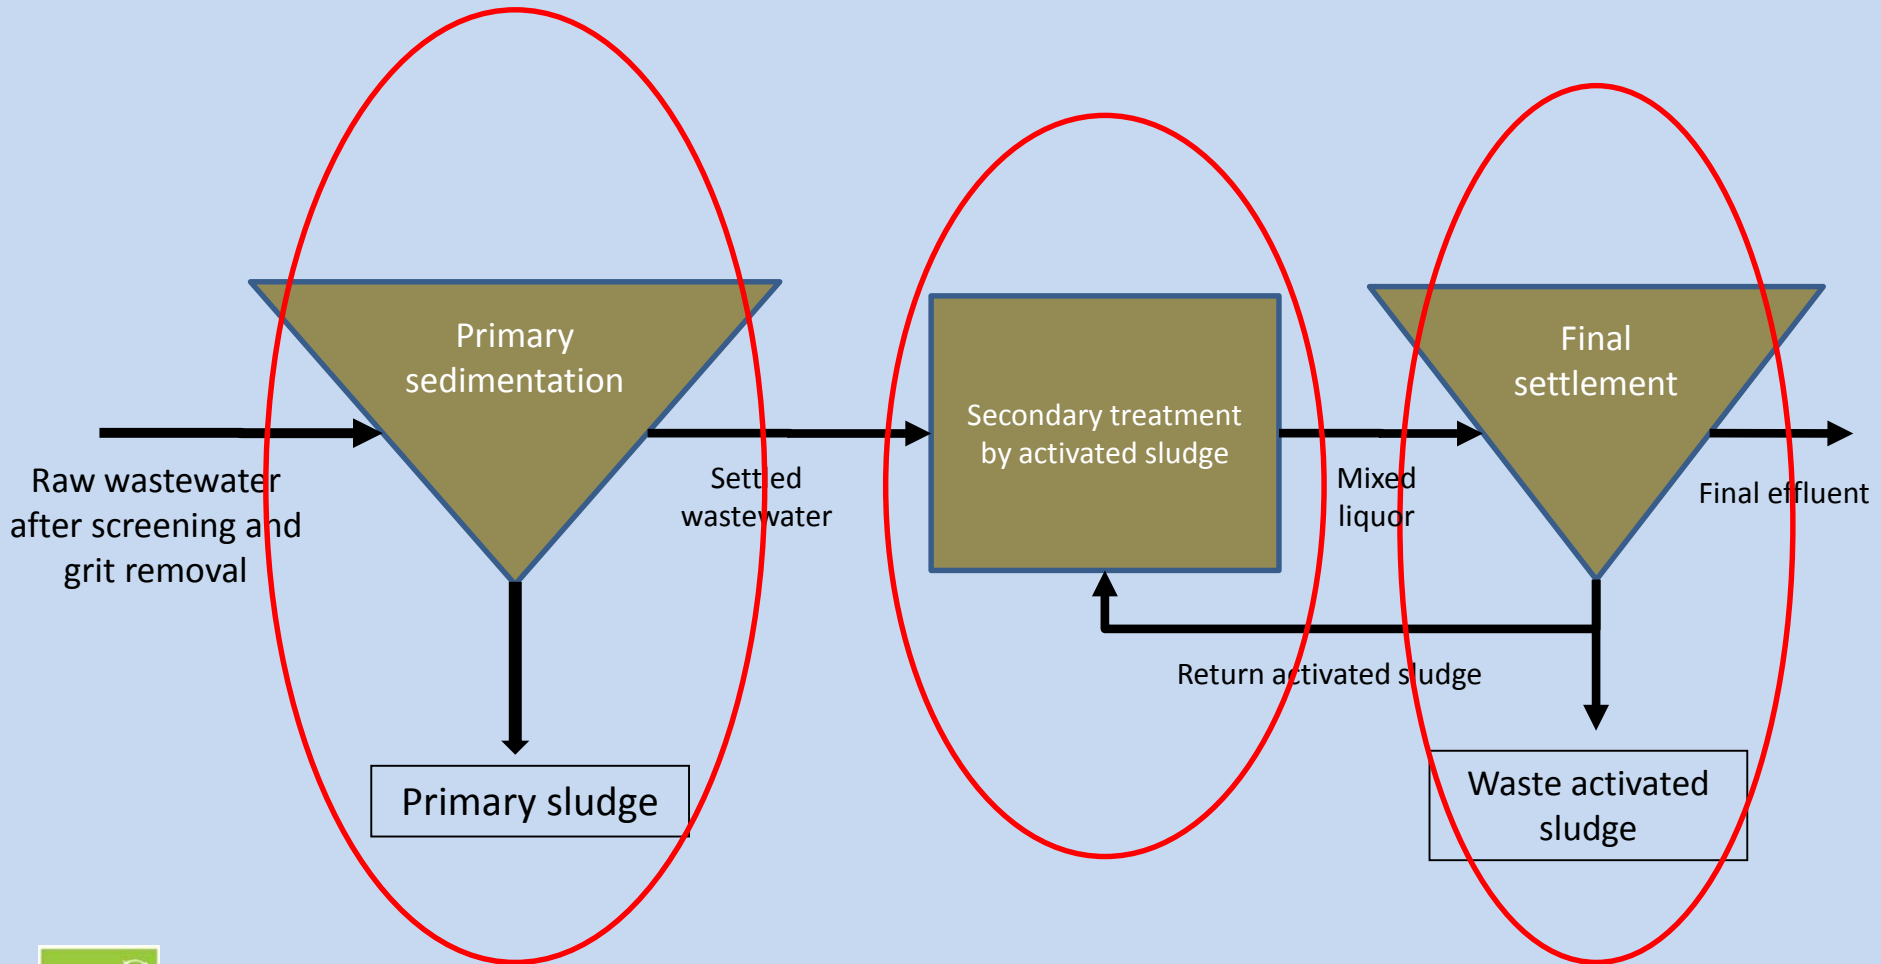 Primary
sedimentation
Secondary treatment
by activated sludge
Final
settlement
Raw wastewater
after screening and
grit removal
Settled
wastewater
Mixed
liquor
Final effluent
Return activated sludge
Primary sludge
Waste activated
sludge